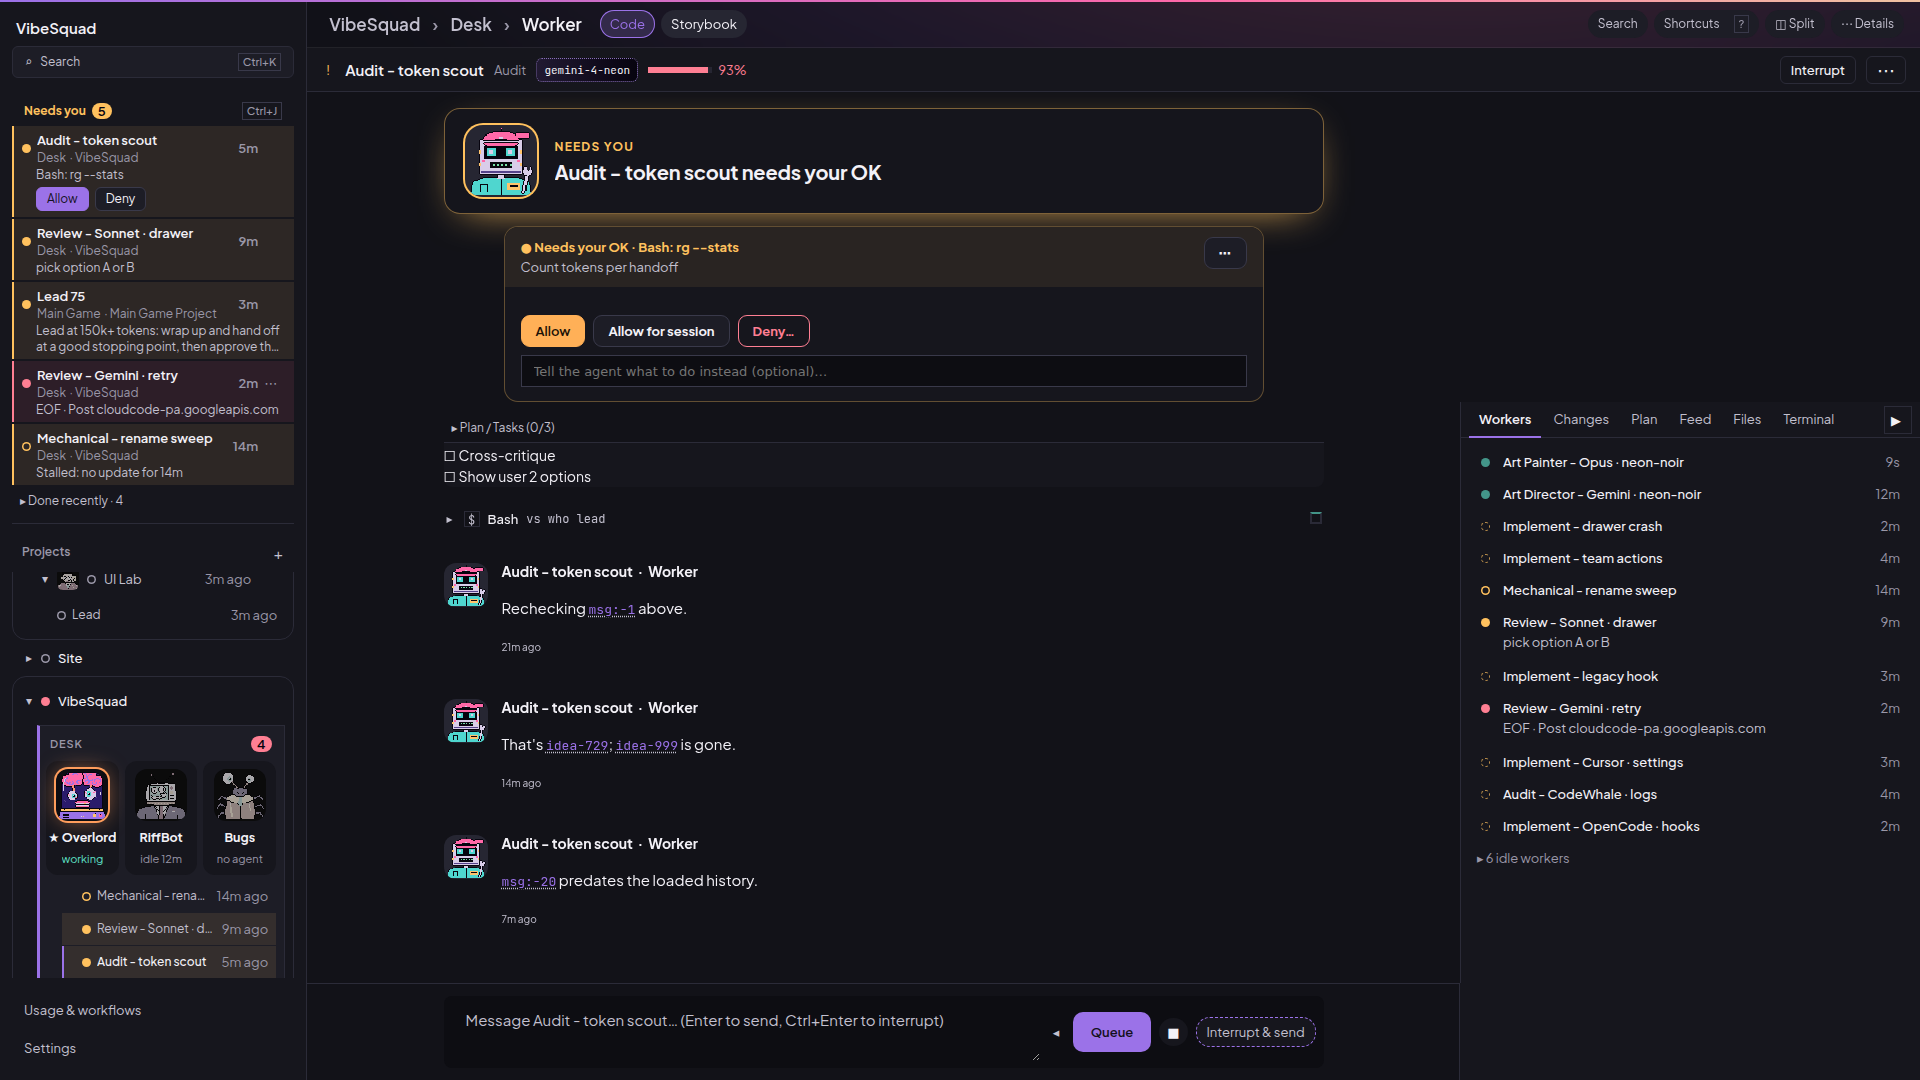 VibeSquad
Search Ctrl+K
Needs you 5 Ctrl+J
Audit – token scout 5m
Desk · VibeSquad
Bash: rg --stats
Allow Deny
Review – Sonnet · drawer 9m
Desk · VibeSquad
pick option A or B
Lead 75 3m
Main Game · Main Game Project
Lead at 150k+ tokens: wrap up and hand off
at a good stopping point, then approve th…
Review – Gemini · retry 2m ···
Desk · VibeSquad
EOF · Post cloudcode-pa.googleapis.com
Mechanical – rename sweep 14m
Desk · VibeSquad
Stalled: no update for 14m
▸ Done recently · 4
Projects +
▾ UI Lab 3m ago
Lead 3m ago
▸ Site
▾ VibeSquad
DESK 4
★ Overlord RiffBot Bugs
working idle 12m no agent
Mechanical – rena… 14m ago
Review – Sonnet · d… 9m ago
Audit – token scout 5m ago
Usage & workflows
Settings
VibeSquad › Desk › Worker Code Storybook
Search Shortcuts ? Split ··· Details
! Audit – token scout Audit gemini-4-neon 93%
Interrupt ···
NEEDS YOU
Audit – token scout needs your OK
Needs your OK · Bash: rg --stats
Count tokens per handoff
···
Allow Allow for session Deny…
Tell the agent what to do instead (optional)…
▸ Plan / Tasks (0/3)
☐ Cross-critique
☐ Show user 2 options
▸ $ Bash vs who lead
Audit – token scout · Worker
Rechecking msg:-1 above.
21m ago
Audit – token scout · Worker
That's idea-729; idea-999 is gone.
14m ago
Audit – token scout · Worker
msg:-20 predates the loaded history.
7m ago
Message Audit - token scout… (Enter to send, Ctrl+Enter to interrupt)
◂ Queue ■ Interrupt & send
Workers Changes Plan Feed Files Terminal ▶
Art Painter – Opus · neon-noir 9s
Art Director – Gemini · neon-noir 12m
Implement – drawer crash 2m
Implement – team actions 4m
Mechanical – rename sweep 14m
Review – Sonnet · drawer 9m
pick option A or B
Implement – legacy hook 3m
Review – Gemini · retry 2m
EOF · Post cloudcode-pa.googleapis.com
Implement – Cursor · settings 3m
Audit – CodeWhale · logs 4m
Implement – OpenCode · hooks 2m
▸ 6 idle workers